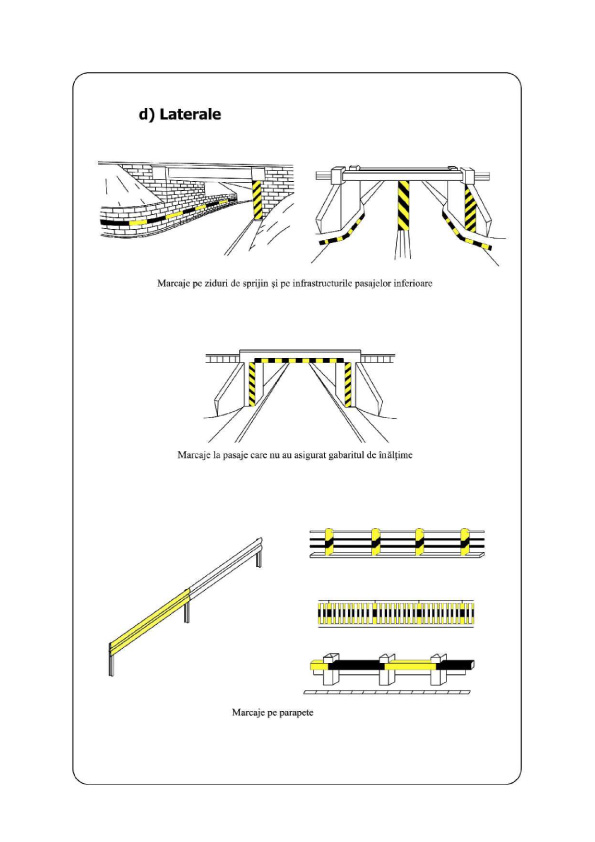 d) Laterale
Marcaje pe ziduri de sprijin și pe infrastructurile pasajelor inferioare
Marcaje la pasaje care nu au asigurat gabaritul de înălțime
Marcaje pe parapete